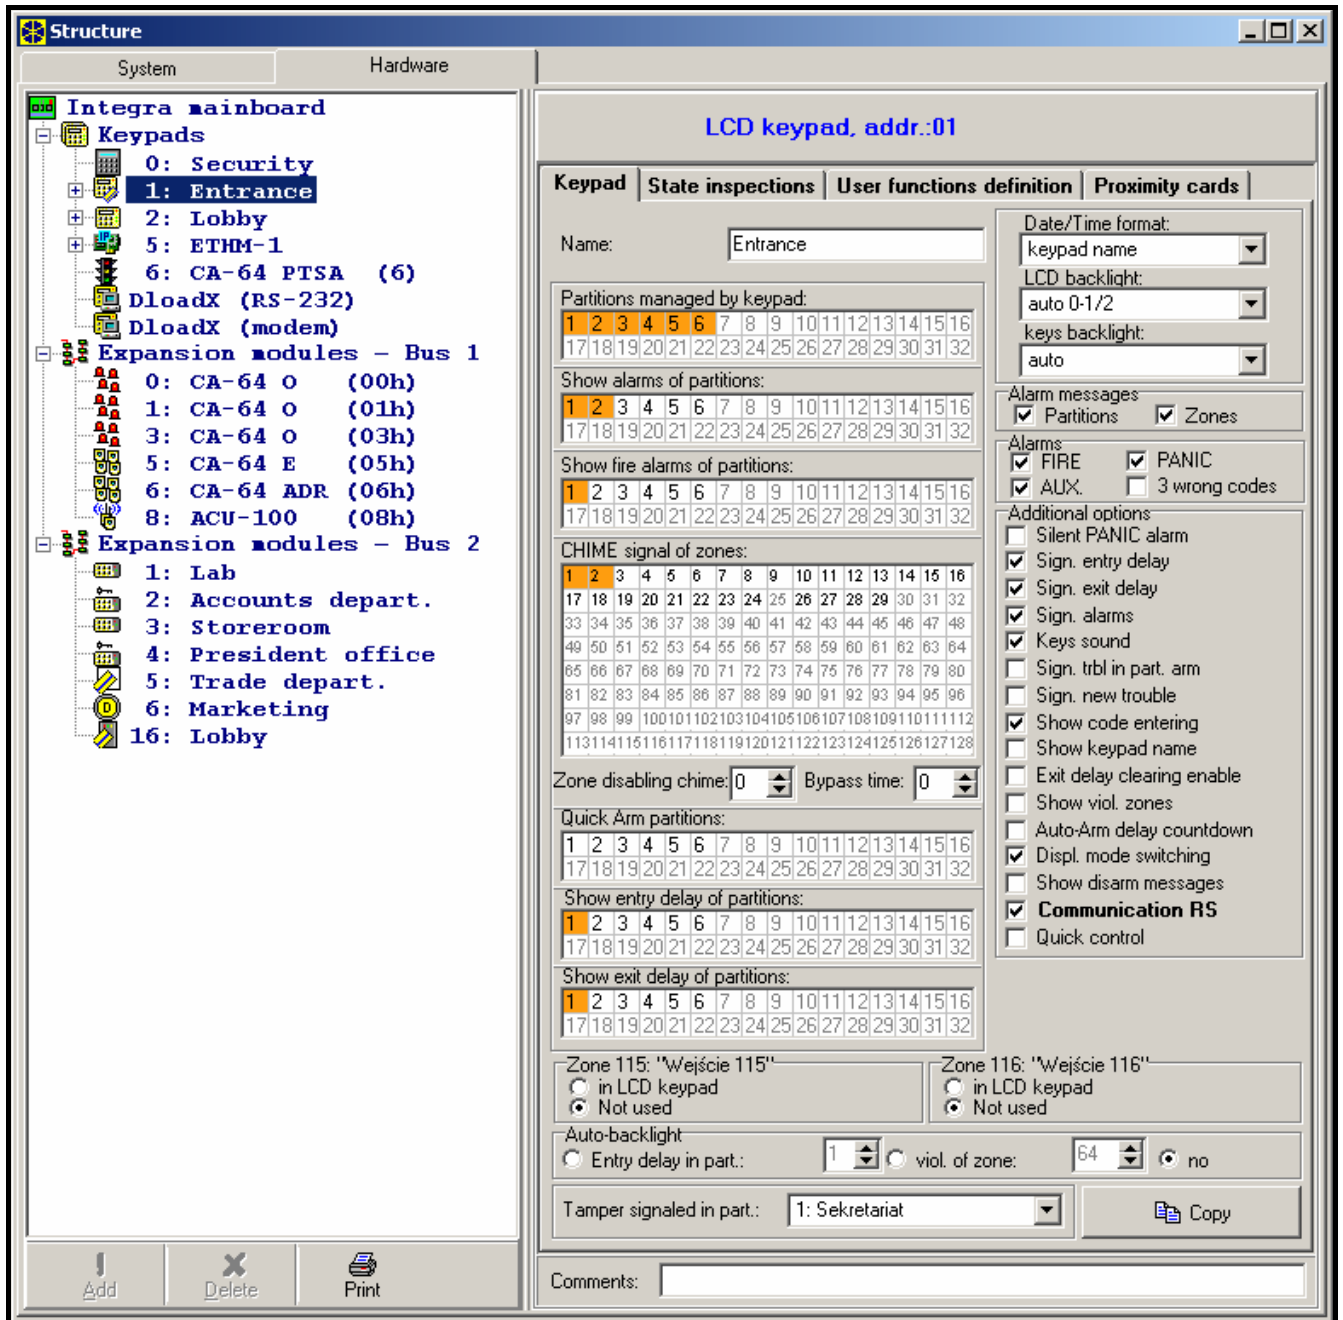 Structure
System Hardware
Integra mainboard
Keypads
0: Security
1: Entrance
2: Lobby
5: ETHM-1
6: CA-64 PTSA (6)
DloadX (RS-232)
DloadX (modem)
Expansion modules - Bus 1
0: CA-64 O (00h)
1: CA-64 O (01h)
3: CA-64 O (03h)
5: CA-64 E (05h)
6: CA-64 ADR (06h)
8: ACU-100 (08h)
Expansion modules - Bus 2
1: Lab
2: Accounts depart.
3: Storeroom
4: President office
5: Trade depart.
6: Marketing
16: Lobby
Add Delete Print
LCD keypad, addr.:01
Keypad State inspections User functions definition Proximity cards
Name: Entrance
Partitions managed by keypad:
1 2 3 4 5 6 7 8 9 10 11 12 13 14 15 16
17 18 19 20 21 22 23 24 25 26 27 28 29 30 31 32
Show alarms of partitions:
1 2 3 4 5 6 7 8 9 10 11 12 13 14 15 16
17 18 19 20 21 22 23 24 25 26 27 28 29 30 31 32
Show fire alarms of partitions:
1 2 3 4 5 6 7 8 9 10 11 12 13 14 15 16
17 18 19 20 21 22 23 24 25 26 27 28 29 30 31 32
CHIME signal of zones:
1 2 3 4 5 6 7 8 9 10 11 12 13 14 15 16
17 18 19 20 21 22 23 24 25 26 27 28 29 30 31 32
33 34 35 36 37 38 39 40 41 42 43 44 45 46 47 48
49 50 51 52 53 54 55 56 57 58 59 60 61 62 63 64
65 66 67 68 69 70 71 72 73 74 75 76 77 78 79 80
81 82 83 84 85 86 87 88 89 90 91 92 93 94 95 96
97 98 99 100 101 102 103 104 105 106 107 108 109 110 111 112
113 114 115 116 117 118 119 120 121 122 123 124 125 126 127 128
Zone disabling chime: 0 Bypass time: 0
Quick Arm partitions:
1 2 3 4 5 6 7 8 9 10 11 12 13 14 15 16
17 18 19 20 21 22 23 24 25 26 27 28 29 30 31 32
Show entry delay of partitions:
1 2 3 4 5 6 7 8 9 10 11 12 13 14 15 16
17 18 19 20 21 22 23 24 25 26 27 28 29 30 31 32
Show exit delay of partitions:
1 2 3 4 5 6 7 8 9 10 11 12 13 14 15 16
17 18 19 20 21 22 23 24 25 26 27 28 29 30 31 32
Date/Time format:
keypad name
LCD backlight:
auto 0-1/2
keys backlight:
auto
Alarm messages
Partitions Zones
Alarms
FIRE PANIC
AUX. 3 wrong codes
Additional options
Silent PANIC alarm
Sign. entry delay
Sign. exit delay
Sign. alarms
Keys sound
Sign. trbl in part. arm
Sign. new trouble
Show code entering
Show keypad name
Exit delay clearing enable
Show viol. zones
Auto-Arm delay countdown
Displ. mode switching
Show disarm messages
Communication RS
Quick control
Zone 115: "Wejście 115" Zone 116: "Wejście 116"
in LCD keypad in LCD keypad
Not used Not used
Auto-backlight
Entry delay in part.: 1 viol. of zone: 64 no
Tamper signaled in part.: 1: Sekretariat Copy
Comments: